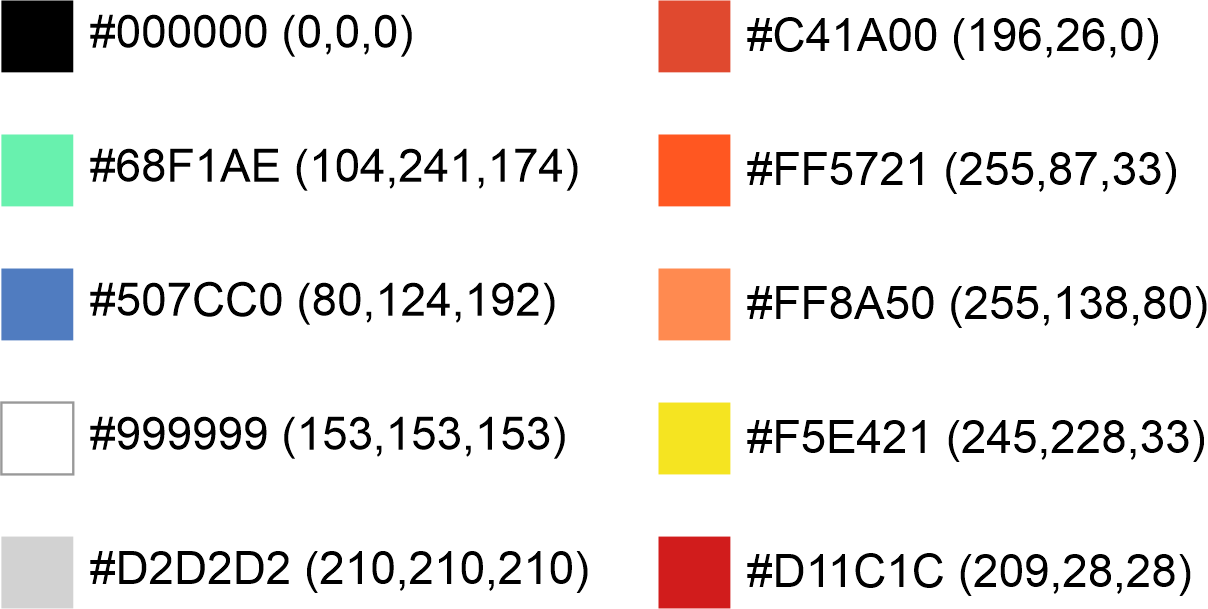 #000000 (0,0,0)
#68F1AE (104,241,174)
#507CC0 (80,124,192)
#999999 (153,153,153)
#D2D2D2 (210,210,210)
#C41A00 (196,26,0)
#FF5721 (255,87,33)
#FF8A50 (255,138,80)
#F5E421 (245,228,33)
#D11C1C (209,28,28)